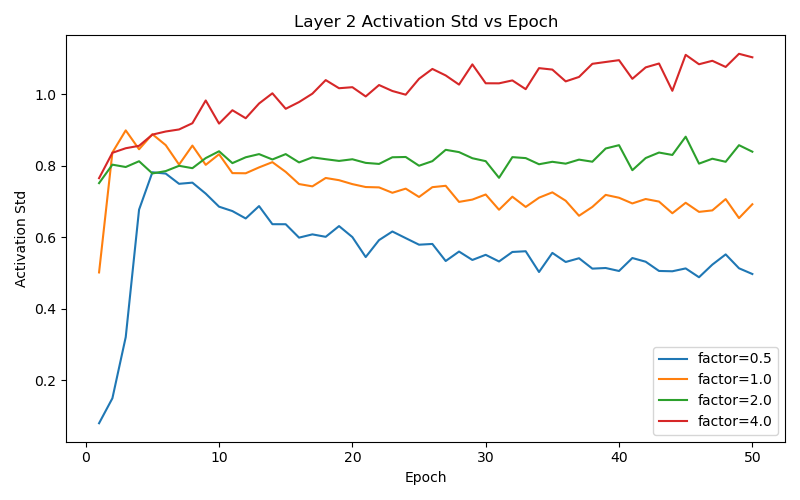 Layer 2 Activation Std vs Epoch
Activation Std
1.0
0.8
0.6
0.4
0.2
0 10 20 30 40 50
Epoch
factor=0.5
factor=1.0
factor=2.0
factor=4.0